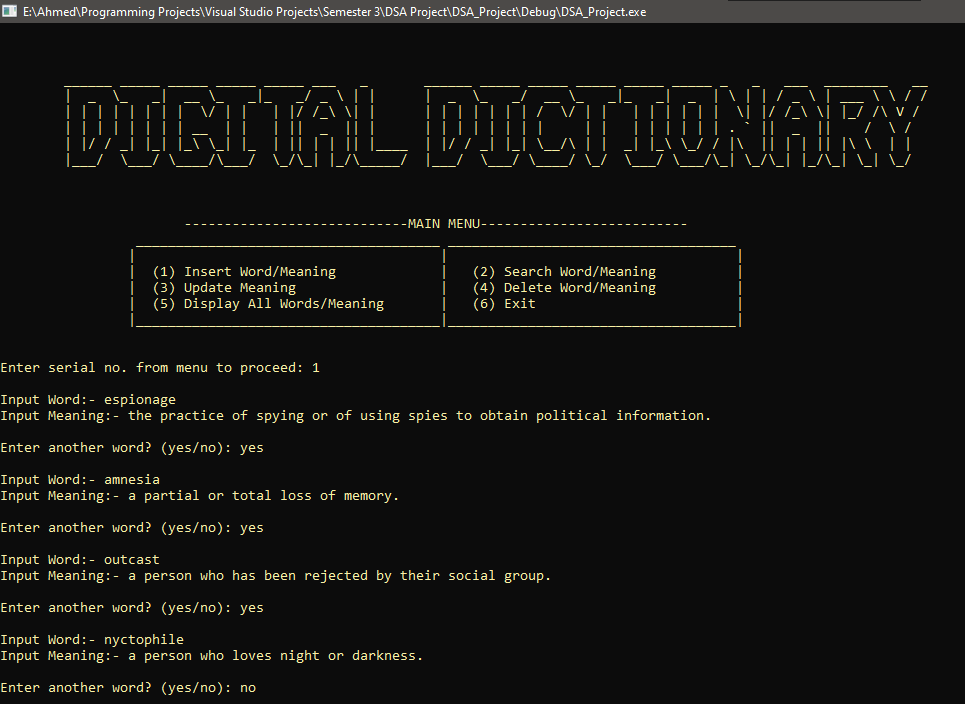 E:\Ahmed\Programming Projects\Visual Studio Projects\Semester 3\DSA Project\DSA_Project\Debug\DSA_Project.exe
DIGITAL DICTIONARY
----------------------------MAIN MENU--------------------------
(1) Insert Word/Meaning (2) Search Word/Meaning
(3) Update Meaning (4) Delete Word/Meaning
(5) Display All Words/Meaning (6) Exit
Enter serial no. from menu to proceed: 1
Input Word:- espionage
Input Meaning:- the practice of spying or of using spies to obtain political information.
Enter another word? (yes/no): yes
Input Word:- amnesia
Input Meaning:- a partial or total loss of memory.
Enter another word? (yes/no): yes
Input Word:- outcast
Input Meaning:- a person who has been rejected by their social group.
Enter another word? (yes/no): yes
Input Word:- nyctophile
Input Meaning:- a person who loves night or darkness.
Enter another word? (yes/no): no